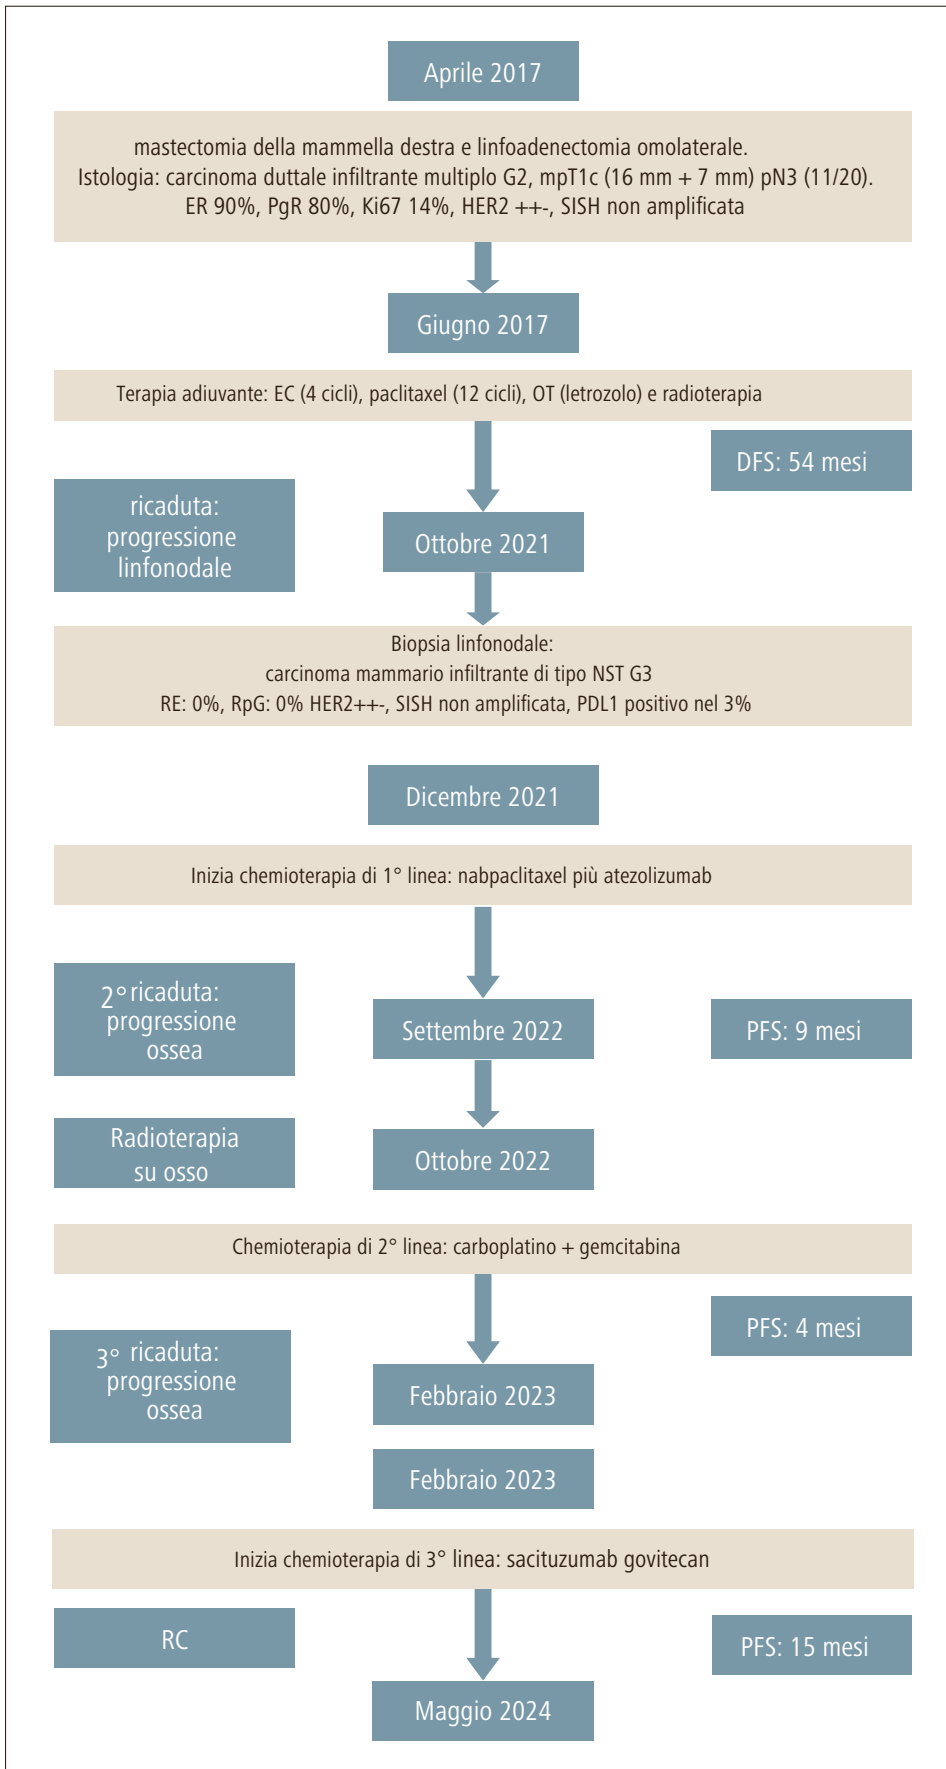 Aprile 2017
mastectomia della mammella destra e linfoadenectomia omolaterale.
Istologia: carcinoma duttale infiltrante multiplo G2, mpT1c (16 mm + 7 mm) pN3 (11/20).
ER 90%, PgR 80%, Ki67 14%, HER2 ++-, SISH non amplificata
Giugno 2017
Terapia adiuvante: EC (4 cicli), paclitaxel (12 cicli), OT (letrozolo) e radioterapia
DFS: 54 mesi
ricaduta:
progressione
linfonodale
Ottobre 2021
Biopsia linfonodale:
carcinoma mammario infiltrante di tipo NST G3
RE: 0%, RpG: 0% HER2++-, SISH non amplificata, PDL1 positivo nel 3%
Dicembre 2021
Inizia chemioterapia di 1° linea: nabpaclitaxel più atezolizumab
2° ricaduta:
progressione
ossea
Settembre 2022
PFS: 9 mesi
Radioterapia
su osso
Ottobre 2022
Chemioterapia di 2° linea: carboplatino + gemcitabina
PFS: 4 mesi
3° ricaduta:
progressione
ossea
Febbraio 2023
Febbraio 2023
Inizia chemioterapia di 3° linea: sacituzumab govitecan
RC
PFS: 15 mesi
Maggio 2024